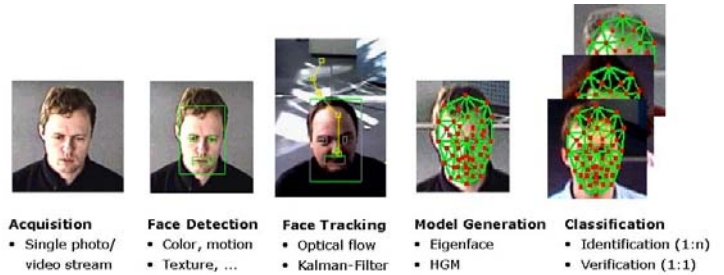 Acquisition
▪ Single photo/
video stream
Face Detection
▪ Color, motion
▪ Texture, ...
Face Tracking
▪ Optical flow
▪ Kalman-Filter
Model Generation
▪ Eigenface
▪ HGM
Classification
▪ Identification (1:n)
▪ Verification (1:1)